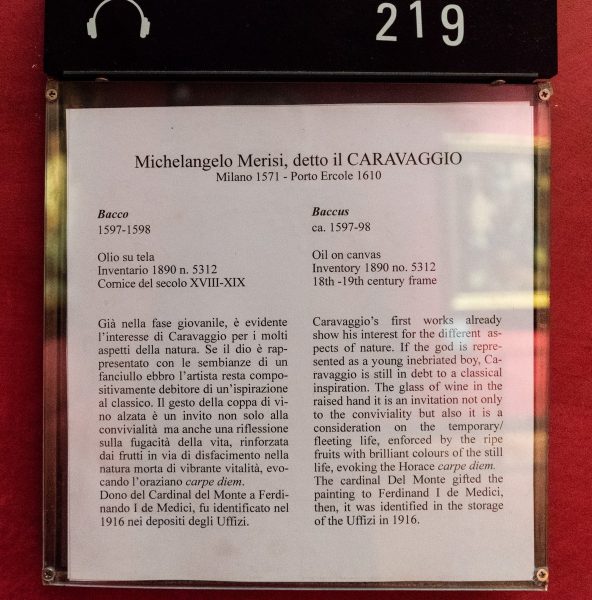 219
Michelangelo Merisi, detto il CARAVAGGIO
Milano 1571 - Porto Ercole 1610
Bacco
1597-1598
Olio su tela
Inventario 1890 n. 5312
Cornice del secolo XVIII-XIX
Già nella fase giovanile, è evidente
l'interesse di Caravaggio per i molti
aspetti della natura. Se il dio è rap-
presentato con le sembianze di un
fanciullo ebbro l'artista resta compo-
sitivamente debitore di un'ispirazione
al classico. Il gesto della coppa di vi-
no alzata è un invito non solo alla
convivialità ma anche una riflessione
sulla fugacità della vita, rinforzata
dai frutti in via di disfacimento nella
natura morta di vibrante vitalità, evo-
cando l'oraziano carpe diem.
Dono del Cardinal del Monte a Ferdi-
nando I de Medici, fu identificato nel
1916 nei depositi degli Uffizi.
Baccus
ca. 1597-98
Oil on canvas
Inventory 1890 no. 5312
18th -19th century frame
Caravaggio's first works already
show his interest for the different as-
pects of nature. If the god is repre-
sented as a young inebriated boy, Ca-
ravaggio is still in debt to a classical
inspiration. The glass of wine in the
raised hand it is an invitation not only
to the conviviality but also it is a
consideration on the temporary/
fleeting life, enforced by the ripe
fruits with brilliant colours of the still
life, evoking the Horace carpe diem.
The cardinal Del Monte gifted the
painting to Ferdinand I de Medici,
then, it was identified in the storage
of the Uffizi in 1916.